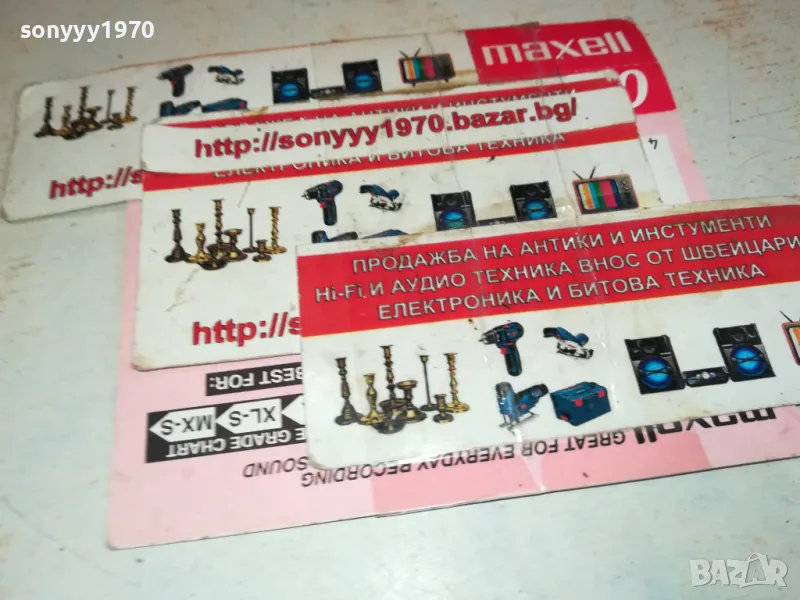 sonyyy1970
maxell
http://sonyyy1970.bazar.bg/
ЕЛЕКТРОНИКА И БИТОВА ТЕХНИКА
http://s
http://s
ПРОДАЖБА НА АНТИКИ И ИНСТУМЕНТИ
Hi-Fi И АУДИО ТЕХНИКА ВНОС ОТ ШВЕЙЦАРИ
ЕЛЕКТРОНИКА И БИТОВА ТЕХНИКА
BEST FOR:
XL-S
MX-S
E GRADE CHART
maxell GREAT FOR EVERYDAY RECORDING
SOUND
BAZAR